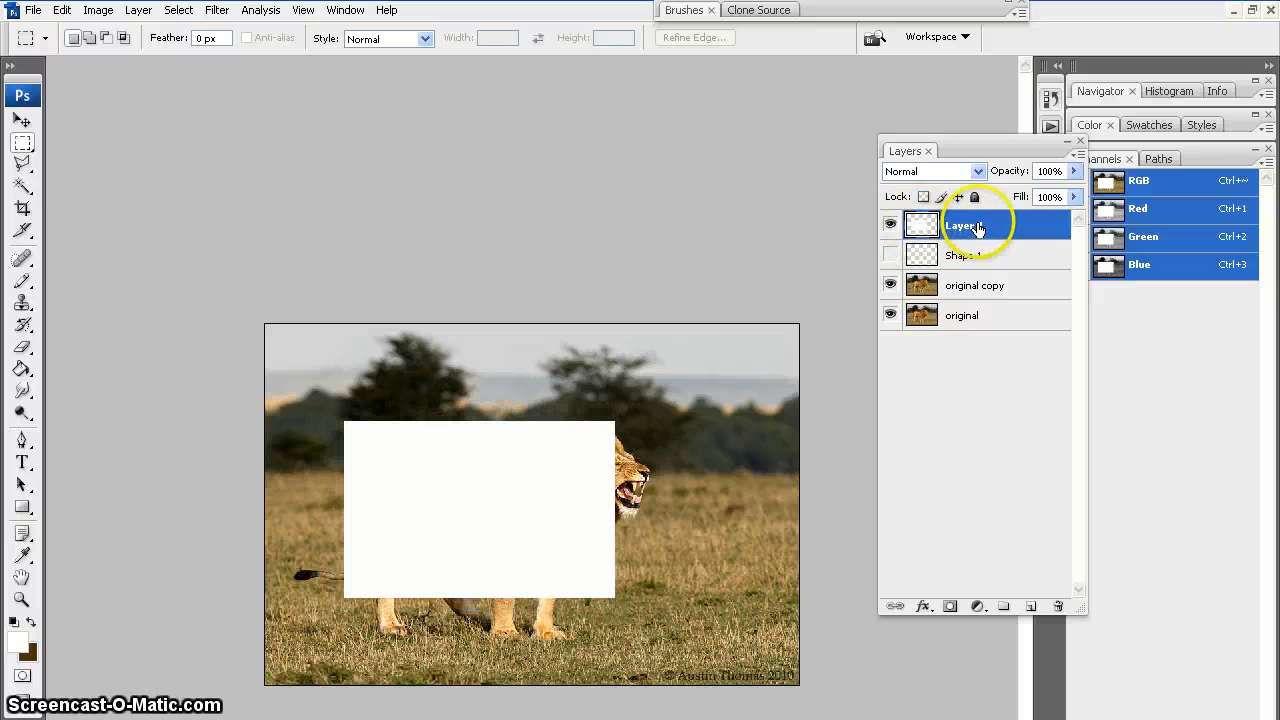 File Edit Image Layer Select Filter Analysis View Window Help
Brushes × Clone Source
Feather: 0 px Anti-alias Style: Normal Width: Height: Refine Edge... Workspace
Ps
Navigator × Histogram Info
Color × Swatches Styles
Layers ×
annels × Paths
Normal Opacity: 100%
Lock: Fill: 100%
RGB Ctrl+~
Red Ctrl+1
Green Ctrl+2
Blue Ctrl+3
Layer
Shape 1
original copy
original
T
fx
© Austin Thomas 2010
Screencast-O-Matic.com